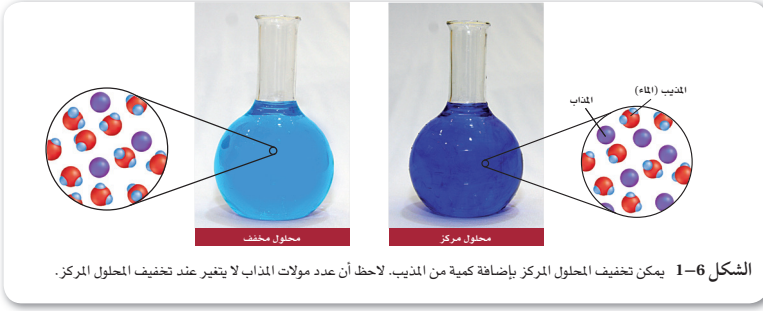 المذيب (الماء)
المذاب
محلول مركز
محلول مخفف
الشكل 6–1 يمكن تخفيف المحلول المركز بإضافة كمية من المذيب. لاحظ أن عدد مولات المذاب لا يتغير عند تخفيف المحلول المركز.